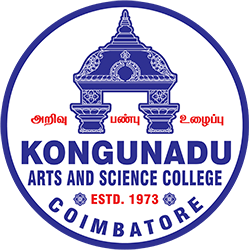 அறிவு பண்பு உழைப்பு
KONGUNADU
ARTS AND SCIENCE COLLEGE
ESTD. 1973
COIMBATORE